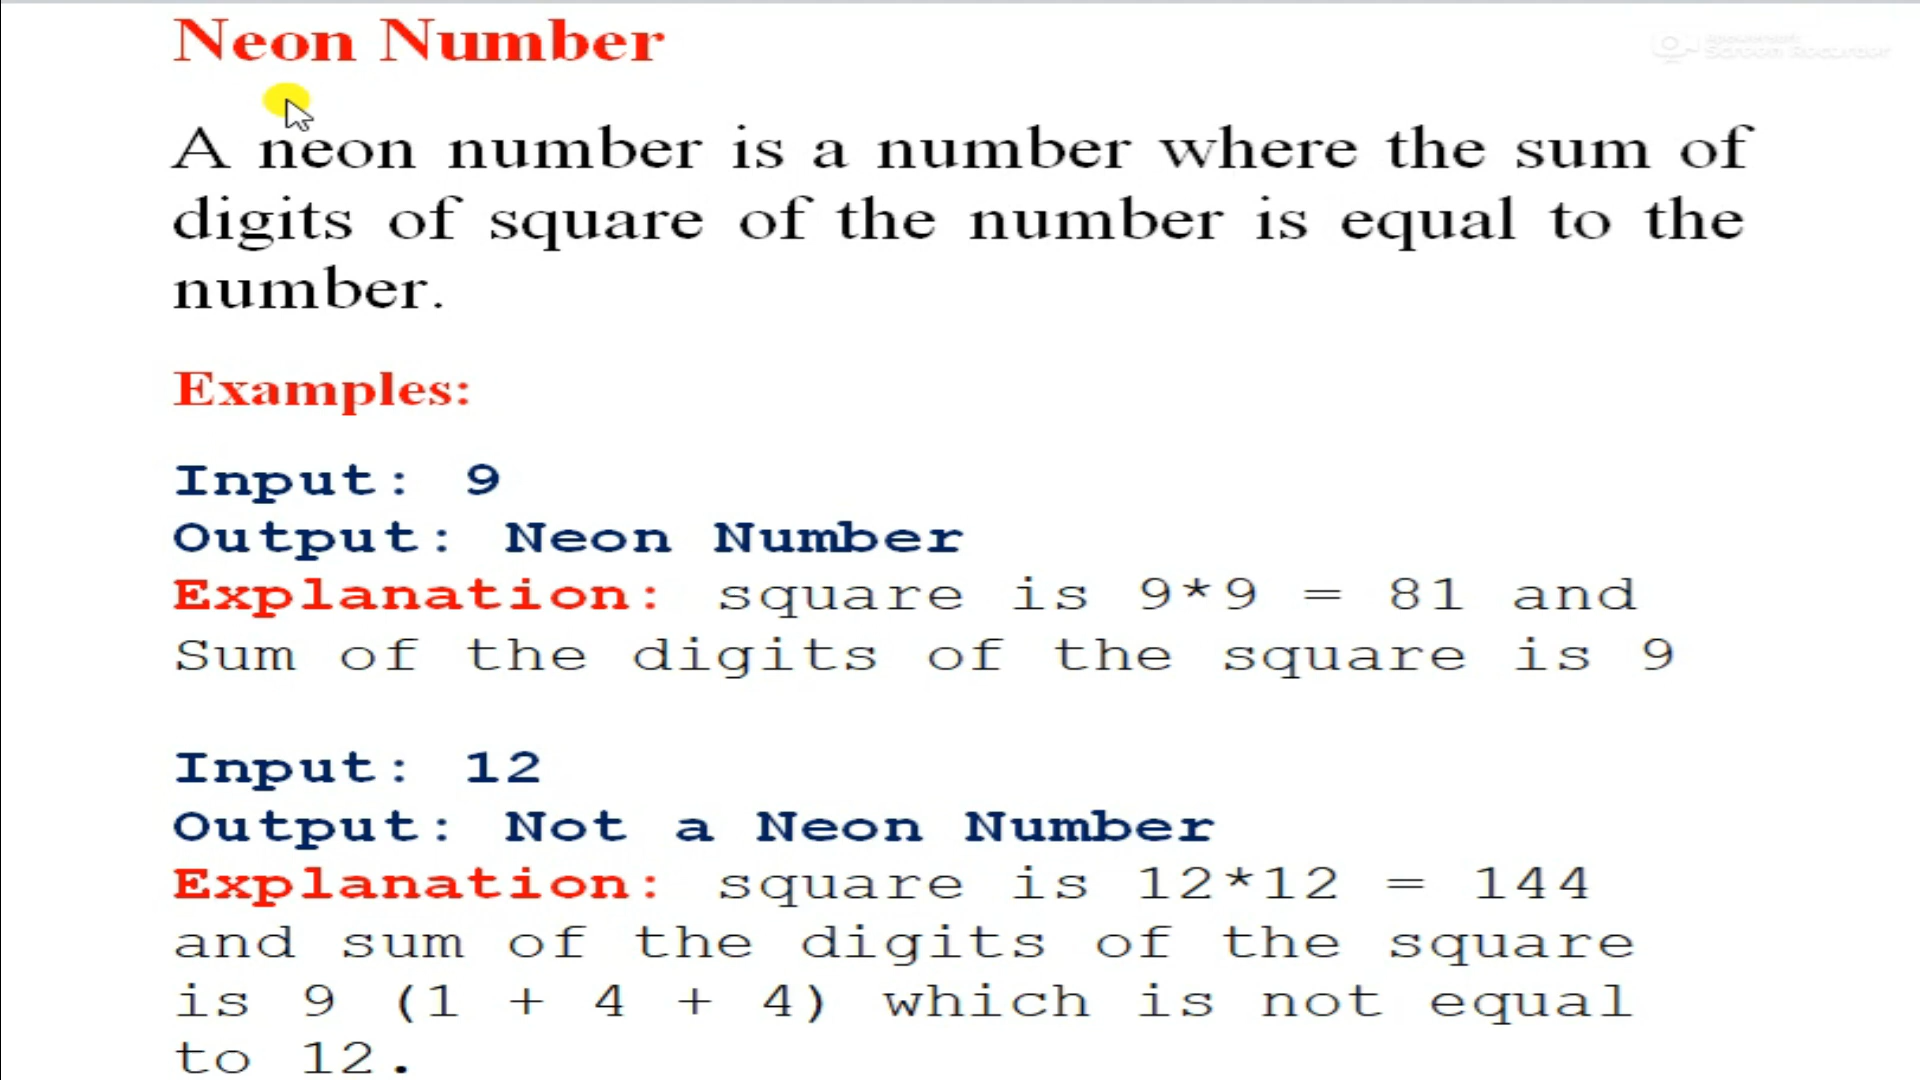 Neon Number
Screen Recorder
A neon number is a number where the sum of
digits of square of the number is equal to the
number.
Examples:
Input: 9
Output: Neon Number
Explanation: square is 9*9 = 81 and
Sum of the digits of the square is 9
Input: 12
Output: Not a Neon Number
Explanation: square is 12*12 = 144
and sum of the digits of the square
is 9 (1 + 4 + 4) which is not equal
to 12.